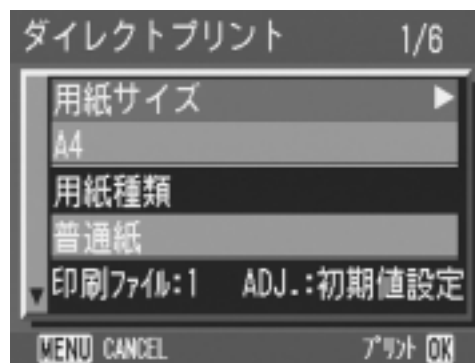 ダイレクトプリント 1/6
用紙サイズ
A4
用紙種類
普通紙
印刷ファイル:1 ADJ.:初期値設定
MENU CANCEL プリント OK